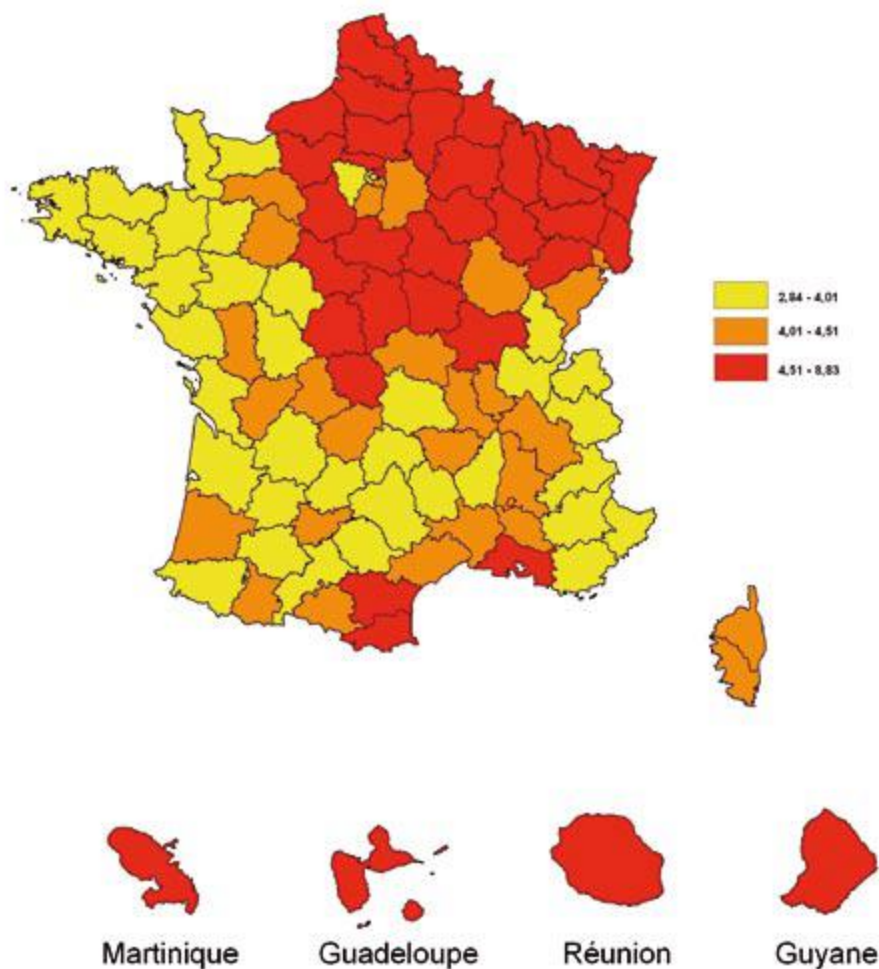 2,84 - 4,01
4,01 - 4,51
4,51 - 8,83
Martinique
Guadeloupe
Réunion
Guyane